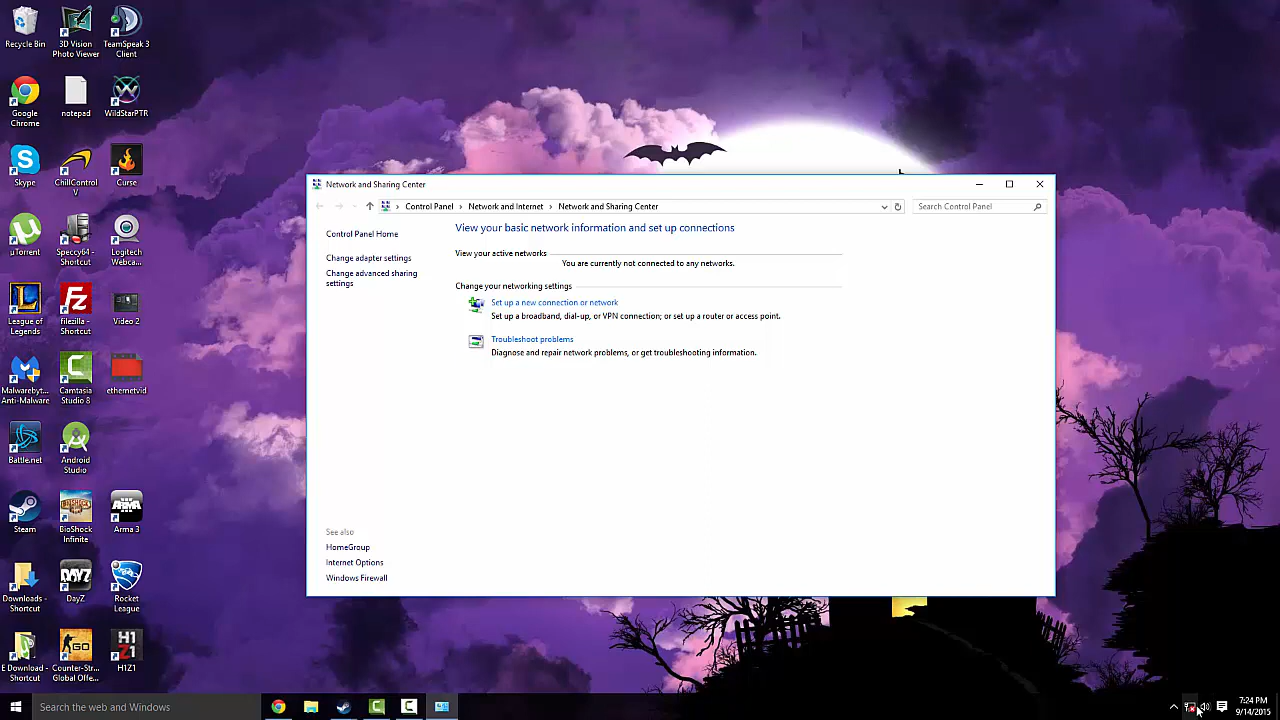 Recycle Bin
3D Vision
Photo Viewer
TeamSpeak 3
Client
Google
Chrome
notepad
WildStarPTR
Skype
ChillControl
V
Curse
µTorrent
Speccy64 -
Shortcut
Logitech
Webca...
League of
Legends
filezilla -
Shortcut
Video 2
Malwarebyt...
Anti-Malware
Camtasia
Studio 8
ethernetvid
Battle.net
Android
Studio
Steam
BioShock
Infinite
Arma 3
Downloads -
Shortcut
DayZ
Rocket
League
E Download -
Shortcut
Counter-Str...
Global Offe...
H1Z1
Network and Sharing Center
Control Panel > Network and Internet > Network and Sharing Center
Search Control Panel
Control Panel Home
Change adapter settings
Change advanced sharing
settings
View your basic network information and set up connections
View your active networks
You are currently not connected to any networks.
Change your networking settings
Set up a new connection or network
Set up a broadband, dial-up, or VPN connection; or set up a router or access point.
Troubleshoot problems
Diagnose and repair network problems, or get troubleshooting information.
See also
HomeGroup
Internet Options
Windows Firewall
Search the web and Windows
7:24 PM
9/14/2015